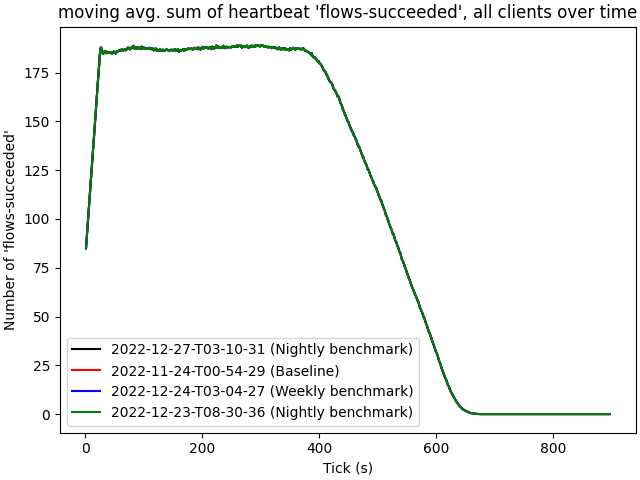 moving avg. sum of heartbeat 'flows-succeeded', all clients over time
Number of 'flows-succeeded'
175
150
125
100
75
50
25
0
2022-12-27-T03-10-31 (Nightly benchmark)
2022-11-24-T00-54-29 (Baseline)
2022-12-24-T03-04-27 (Weekly benchmark)
2022-12-23-T08-30-36 (Nightly benchmark)
0 200 400 600 800
Tick (s)